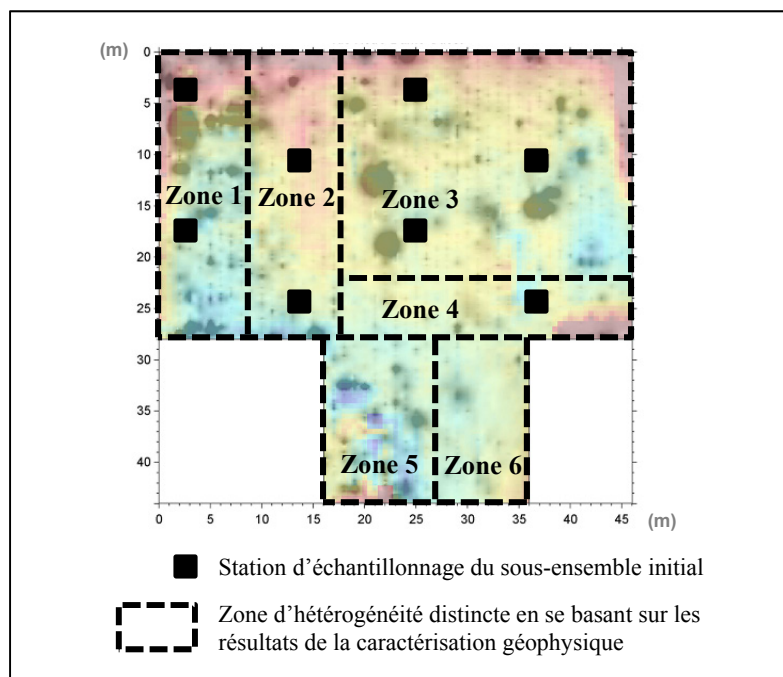 (m)
0
5
10
15
20
25
30
35
40
Zone 1
Zone 2
Zone 3
Zone 4
Zone 5
Zone 6
0 5 10 15 20 25 30 35 40 45
(m)
Station d'échantillonnage du sous-ensemble initial
Zone d'hétérogénéité distincte en se basant sur les
résultats de la caractérisation géophysique